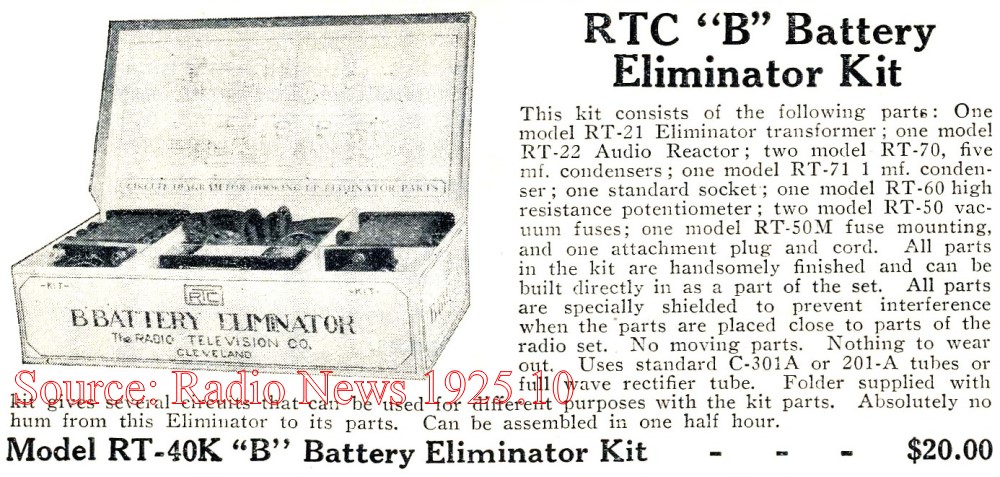 RTC "B" Battery
Eliminator Kit
This kit consists of the following parts: One
model RT-21 Eliminator transformer; one model
RT-22 Audio Reactor; two model RT-70, five
mf. condensers; one model RT-71 1 mf. conden-
ser; one standard socket; one model RT-60 high
resistance potentiometer; two model RT-50 vac-
uum fuses; one model RT-50M fuse mounting,
and one attachment plug and cord. All parts
in the kit are handsomely finished and can be
built directly in as a part of the set. All parts
are specially shielded to prevent interference
when the parts are placed close to parts of the
radio set. No moving parts. Nothing to wear
out. Uses standard C-301A or 201-A tubes or
full wave rectifier tube. Folder supplied with
kit gives several circuits that can be used for different purposes with the kit parts. Absolutely no
hum from this Eliminator to its parts. Can be assembled in one half hour.
Model RT-40K "B" Battery Eliminator Kit - - - $20.00
CIRCUIT DIAGRAM FOR HOOKING UP ELIMINATOR PARTS
-KIT-
RTC
-KIT-
B BATTERY ELIMINATOR
The RADIO TELEVISION CO.
CLEVELAND
Source: Radio News 1925.10